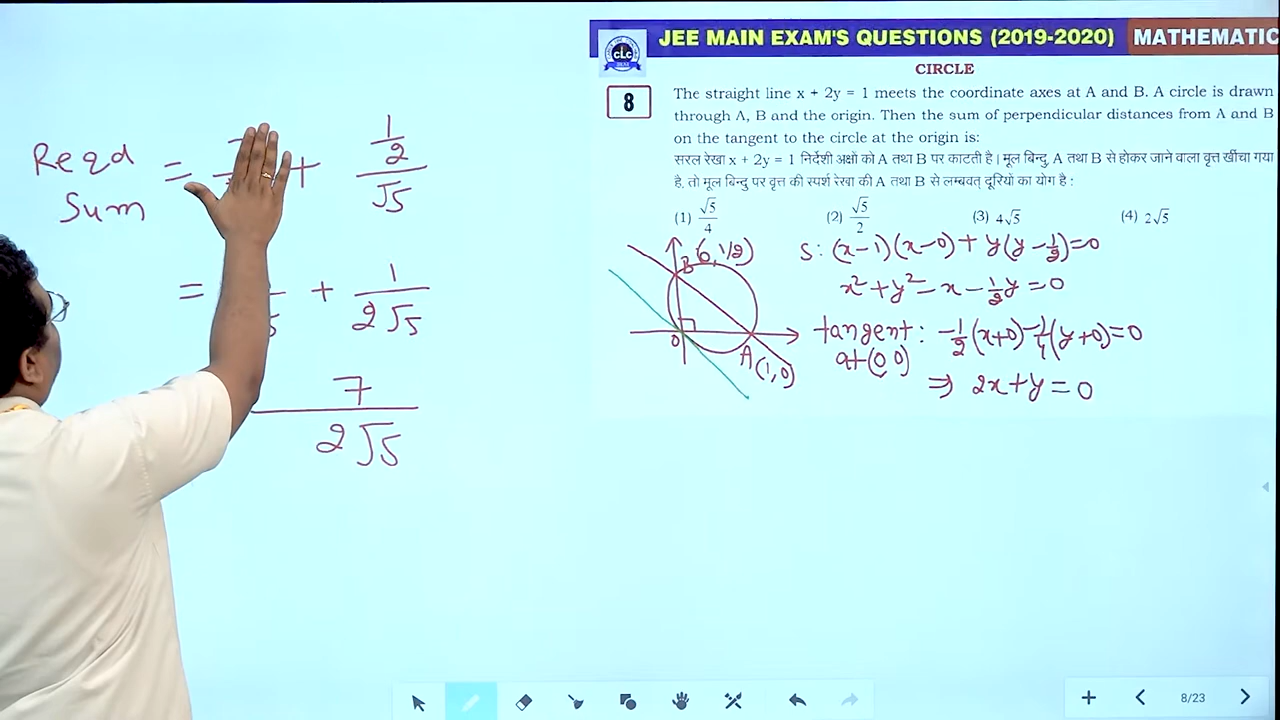 JEE MAIN EXAM'S QUESTIONS (2019-2020) MATHEMATIC
CLC
CIRCLE
8
The straight line x + 2y = 1 meets the coordinate axes at A and B. A circle is drawn
through A, B and the origin. Then the sum of perpendicular distances from A and B
on the tangent to the circle at the origin is:
सरल रेखा x + 2y = 1 निर्देशी अक्षों को A तथा B पर काटती है। मूल बिन्दु, A तथा B से होकर जाने वाला वृत्त खींचा गया
है, तो मूल बिन्दु पर वृत्त की स्पर्श रेखा की A तथा B से लम्बवत् दूरियों का योग है :
(1) √5/4 (2) √5/2 (3) 4√5 (4) 2√5
B(0, 1/2)
O
A(1, 0)
S: (x-1)(x-0) + y(y-1/2)=0
x²+y²-x-1/2y=0
tangent: -1/2(x+0)-1/4(y+0)=0
at(0,0)
⇒ 2x+y=0
Reqd = + 1/2/√5
Sum
= 5 + 1/2√5
7/2√5
8/23